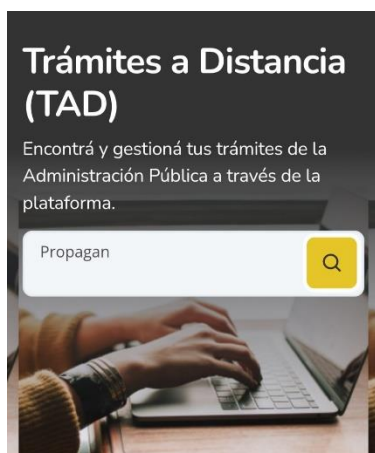 Trámites a Distancia
(TAD)
Encontrá y gestioná tus trámites de la
Administración Pública a través de la
plataforma.
Propagan